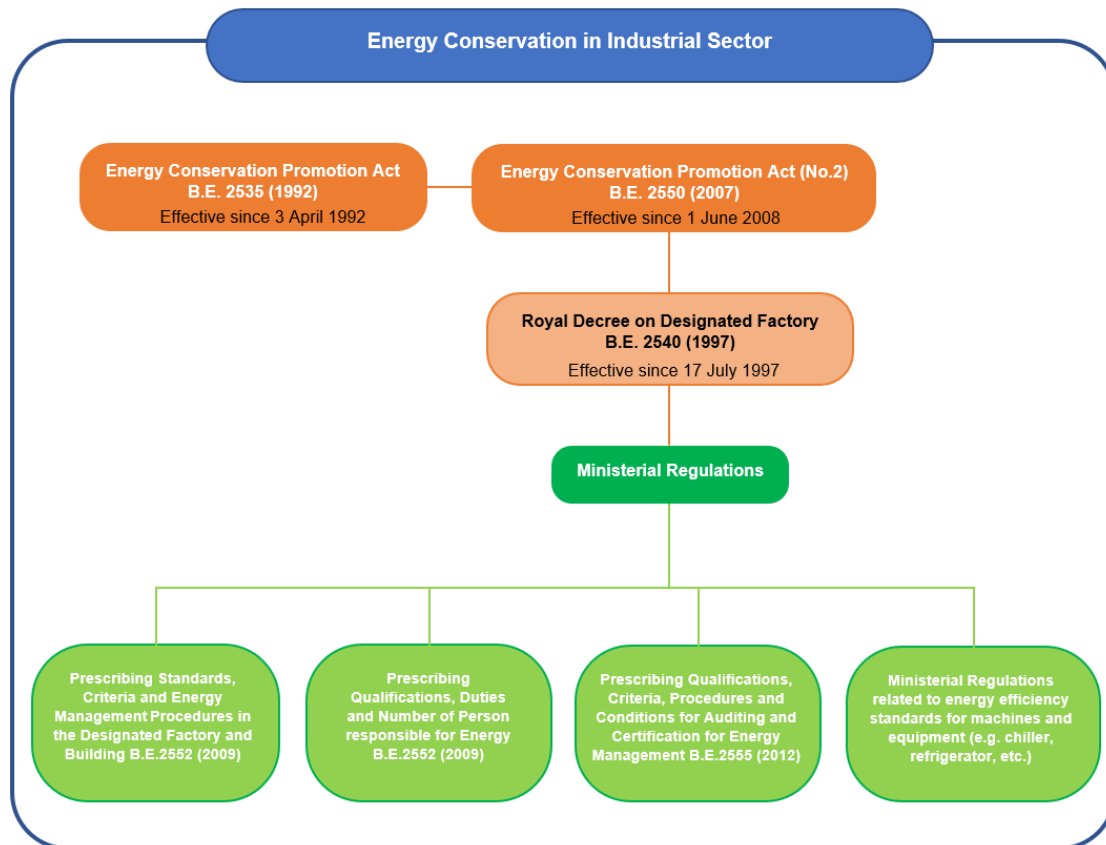 Energy Conservation in Industrial Sector
Energy Conservation Promotion Act
B.E. 2535 (1992)
Effective since 3 April 1992
Energy Conservation Promotion Act (No.2)
B.E. 2550 (2007)
Effective since 1 June 2008
Royal Decree on Designated Factory
B.E. 2540 (1997)
Effective since 17 July 1997
Ministerial Regulations
Prescribing Standards,
Criteria and Energy
Management Procedures in
the Designated Factory and
Building B.E.2552 (2009)
Prescribing
Qualifications, Duties
and Number of Person
responsible for Energy
B.E.2552 (2009)
Prescribing Qualifications,
Criteria, Procedures and
Conditions for Auditing and
Certification for Energy
Management B.E.2555 (2012)
Ministerial Regulations
related to energy efficiency
standards for machines and
equipment (e.g. chiller,
refrigerator, etc.)